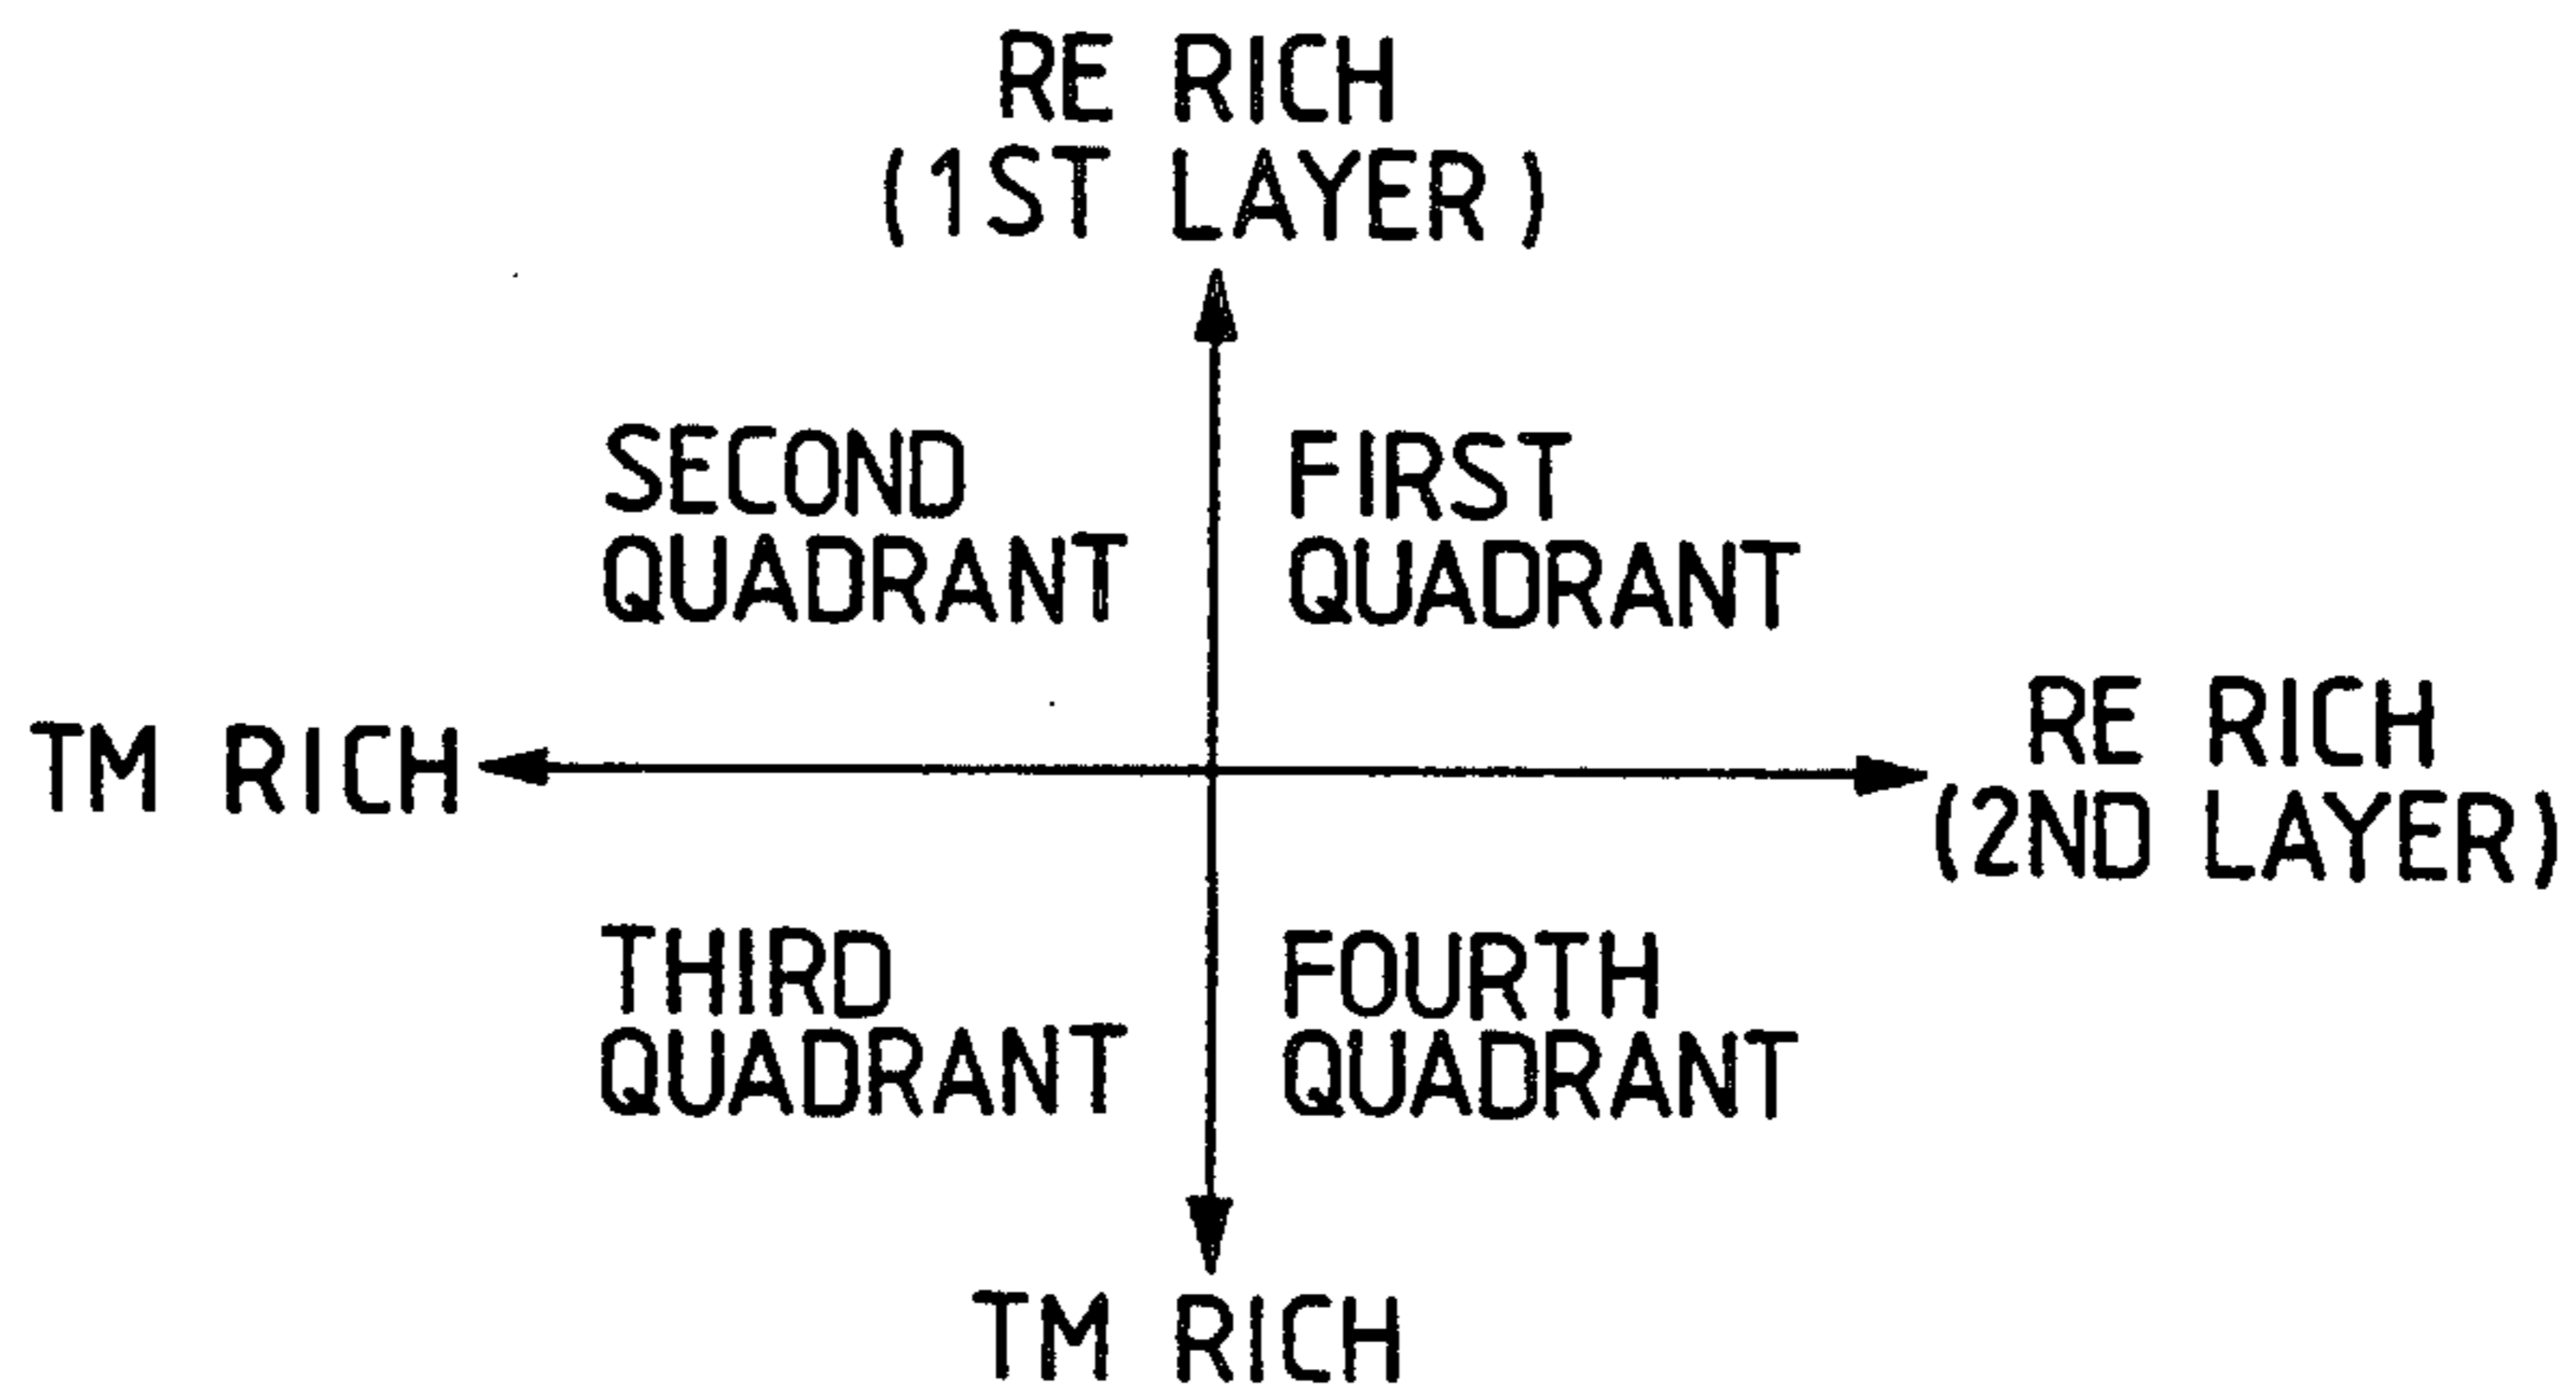 RE RICH
(1ST LAYER)
SECOND
QUADRANT
FIRST
QUADRANT
TM RICH
RE RICH
(2ND LAYER)
THIRD
QUADRANT
FOURTH
QUADRANT
TM RICH